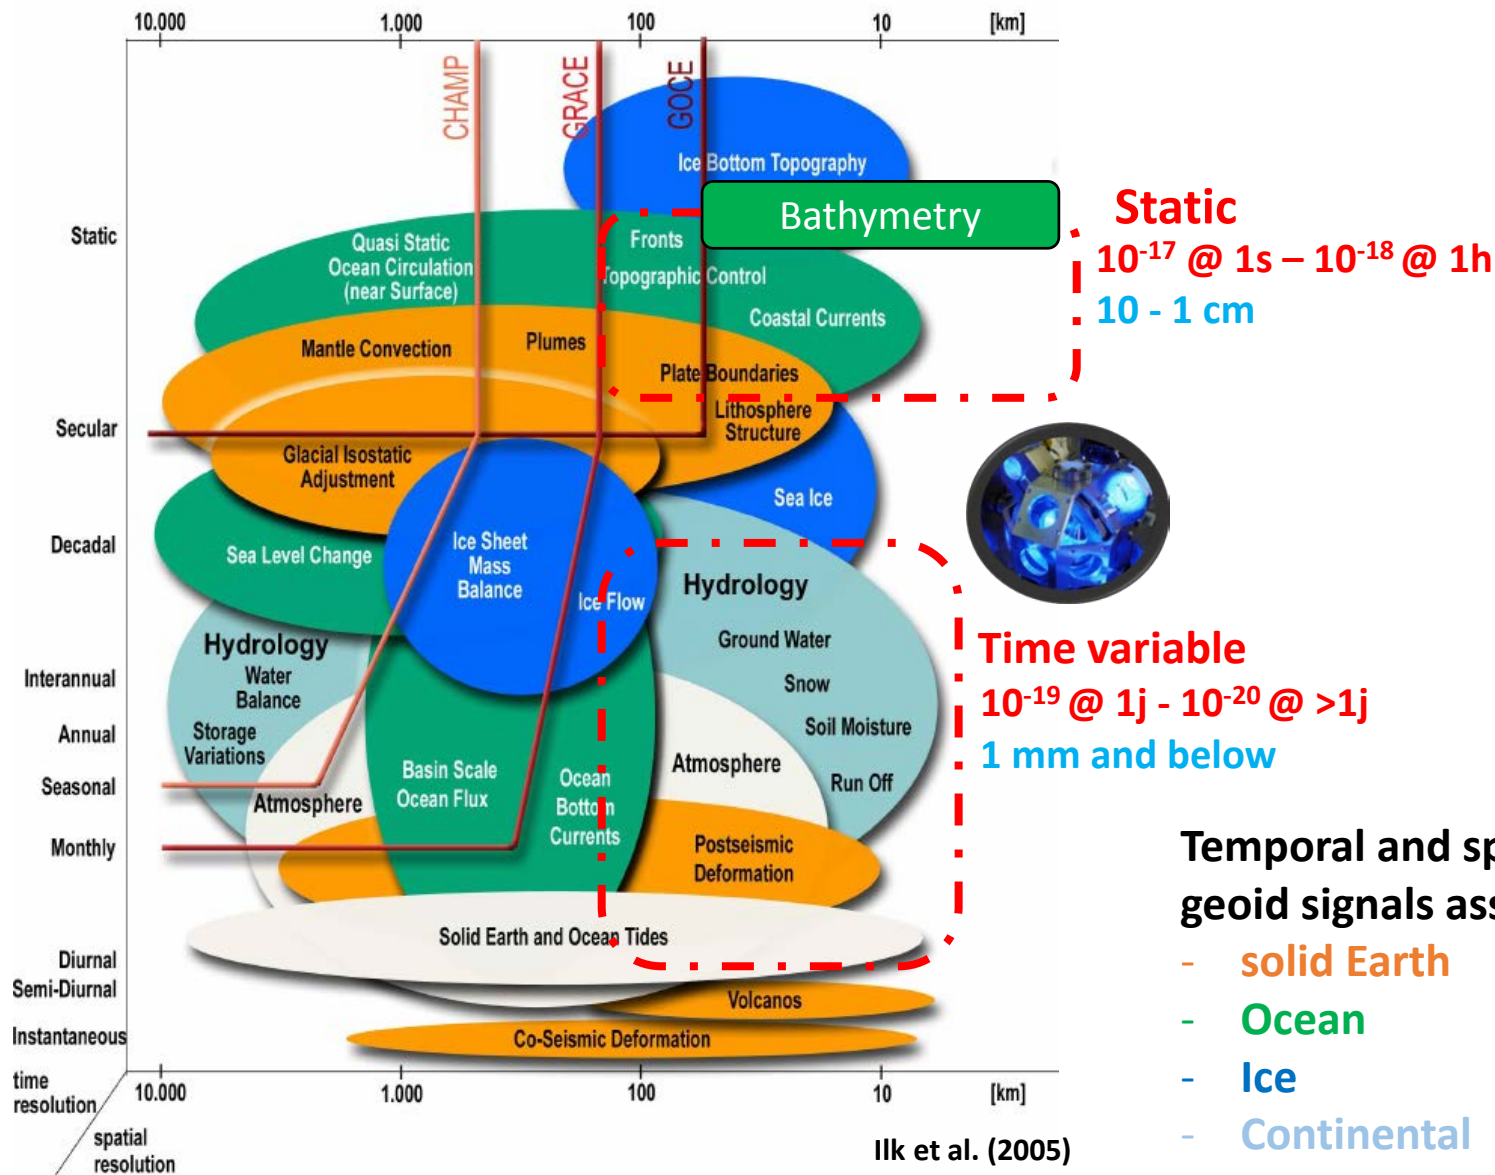 10.000 1.000 100 10 [km]
CHAMP
GRACE
GOCE
Ice Bottom Topography
Bathymetry
Static
Static
10-17 @ 1s – 10-18 @ 1h
10 - 1 cm
Quasi Static
Ocean Circulation
(near Surface)
Fronts
Topographic Control
Coastal Currents
Mantle Convection
Plumes
Plate Boundaries
Lithosphere
Structure
Secular
Glacial Isostatic
Adjustment
Sea Ice
Decadal
Sea Level Change
Ice Sheet
Mass
Balance
Ice Flow
Hydrology
Ground Water
Snow
Soil Moisture
Run Off
Hydrology
Water
Balance
Storage
Variations
Time variable
10-19 @ 1j - 10-20 @ >1j
1 mm and below
Interannual
Annual
Seasonal
Monthly
Atmosphere
Basin Scale
Ocean Flux
Ocean
Bottom
Currents
Atmosphere
Postseismic
Deformation
Solid Earth and Ocean Tides
Diurnal
Semi-Diurnal
Instantaneous
Volcanos
Co-Seismic Deformation
time
resolution
spatial
resolution
10.000 1.000 100 10 [km]
Ilk et al. (2005)
Temporal and sp
geoid signals ass
- solid Earth
- Ocean
- Ice
- Continental